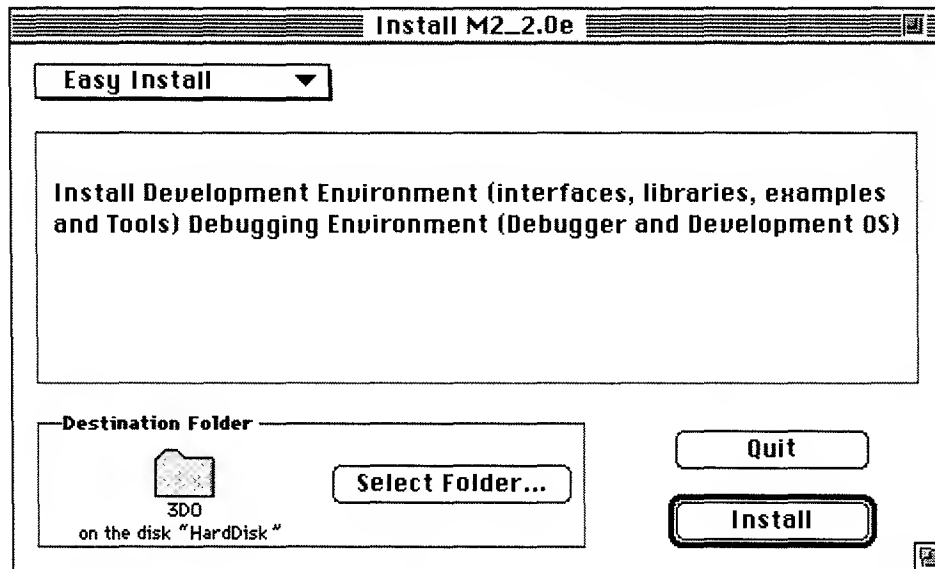 Install M2_2.0e
Easy Install
Install Development Environment (interfaces, libraries, examples
and Tools) Debugging Environment (Debugger and Development OS)
Destination Folder
3DO
on the disk "HardDisk"
Select Folder...
Quit
Install